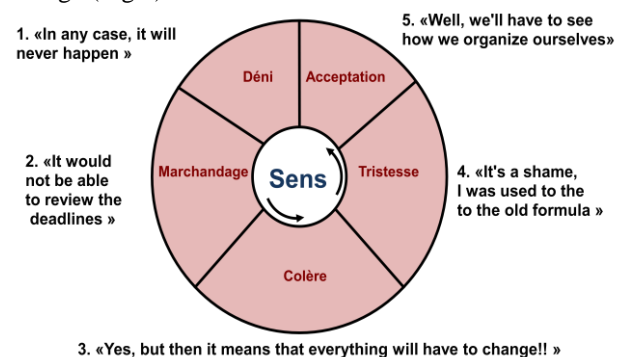 1. «In any case, it will
never happen »
5. «Well, we'll have to see
how we organize ourselves»
Déni
Acceptation
2. «It would
not be able
to review the
deadlines »
Marchandage
Sens
Tristesse
4. «It's a shame,
I was used to the
to the old formula »
Colère
3. «Yes, but then it means that everything will have to change!! »